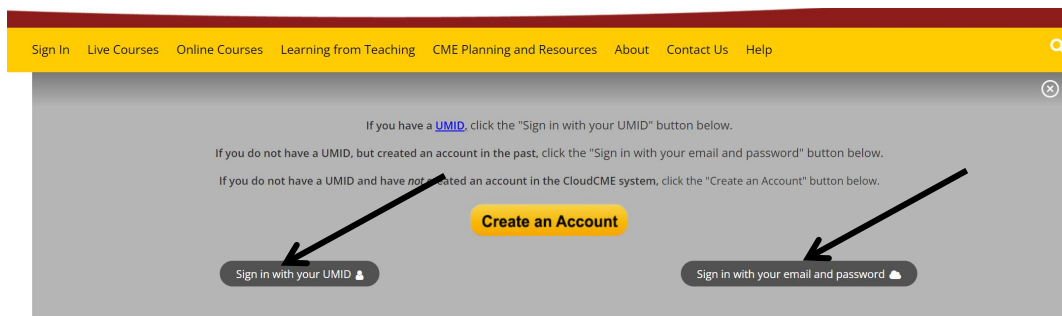 Sign In Live Courses Online Courses Learning from Teaching CME Planning and Resources About Contact Us Help
If you have a UMID, click the "Sign in with your UMID" button below.
If you do not have a UMID, but created an account in the past, click the "Sign in with your email and password" button below.
If you do not have a UMID and have not created an account in the CloudCME system, click the "Create an Account" button below.
Create an Account
Sign in with your UMID
Sign in with your email and password